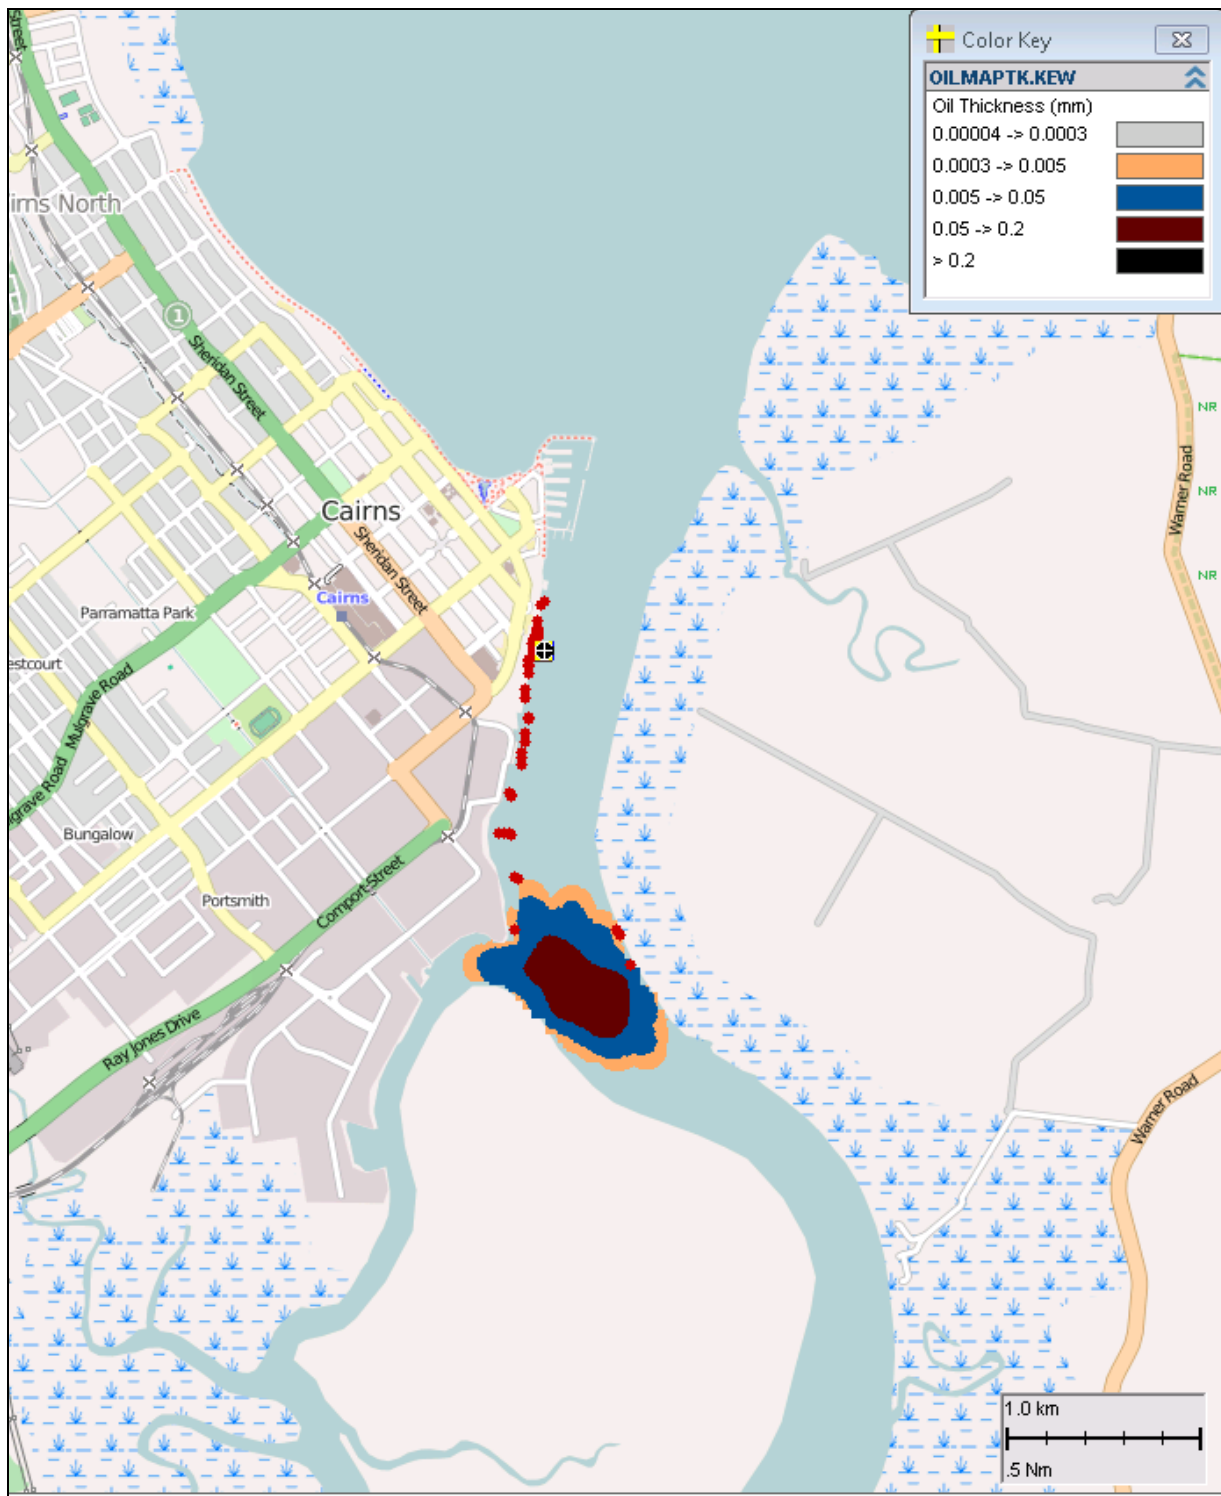 Street
Color Key
OILMAPTK.KEW
Oil Thickness (mm)
0.00004 -> 0.0003
0.0003 -> 0.005
0.005 -> 0.05
0.05 -> 0.2
> 0.2
irns North
1
Sheridan Street
NR
Warner Road
NR
Cairns
Sheridan Street
NR
Cairns
Parramatta Park
estcourt
Mulgrave Road
lgrave Road
Bungalow
Comport Street
Portsmith
Ray Jones Drive
Warner Road
1.0 km
.5 Nm